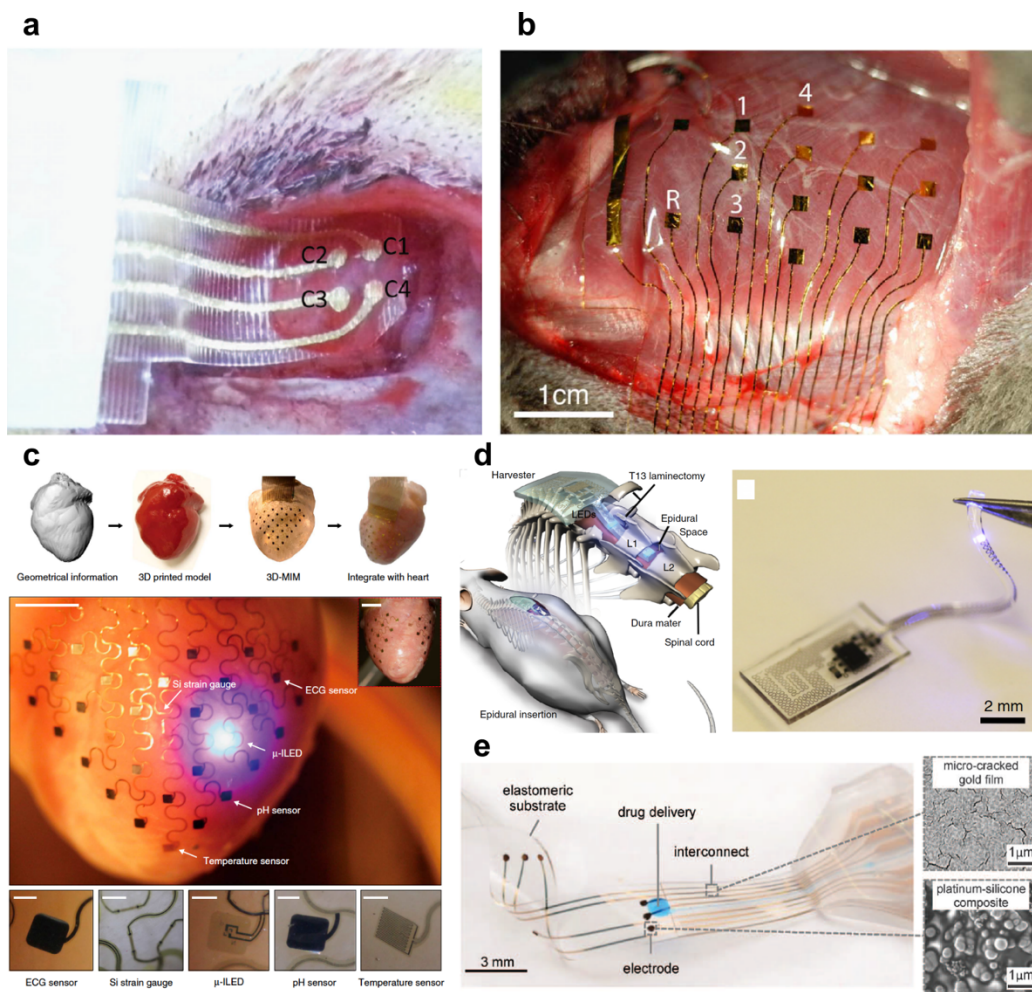 a
C2
C1
C3
C4
b
1
4
2
R
3
1cm
c
Geometrical information
3D printed model
3D-MIM
Integrate with heart
Si strain gauge
ECG sensor
μ-ILED
pH sensor
Temperature sensor
ECG sensor
Si strain gauge
μ-ILED
pH sensor
Temperature sensor
d
Harvester
T13 laminectomy
LEDs
Epidural
Space
L1
L2
Dura mater
Spinal cord
Epidural insertion
2 mm
e
elastomeric
substrate
drug delivery
interconnect
electrode
3 mm
micro-cracked
gold film
1μm
platinum-silicone
composite
1μm